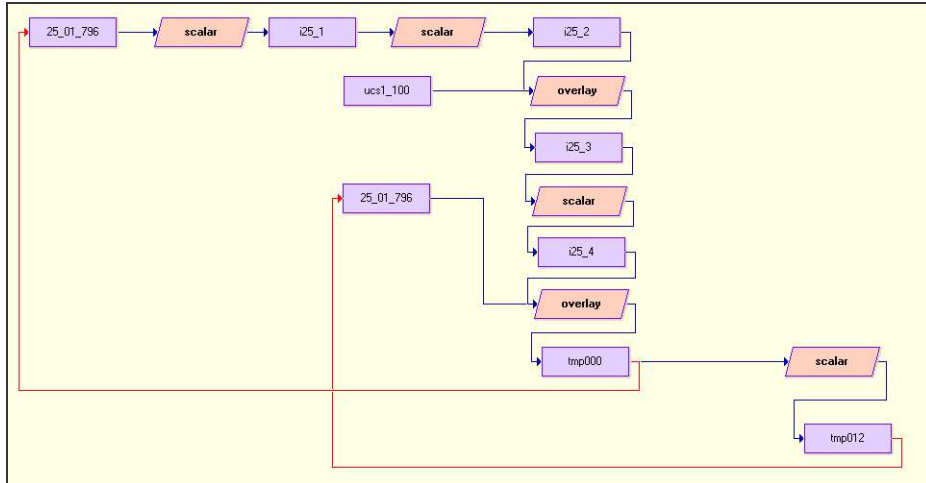 25_01_796
scalar
i25_1
scalar
i25_2
ucs1_100
overlay
i25_3
25_01_796
scalar
i25_4
overlay
tmp000
scalar
tmp012